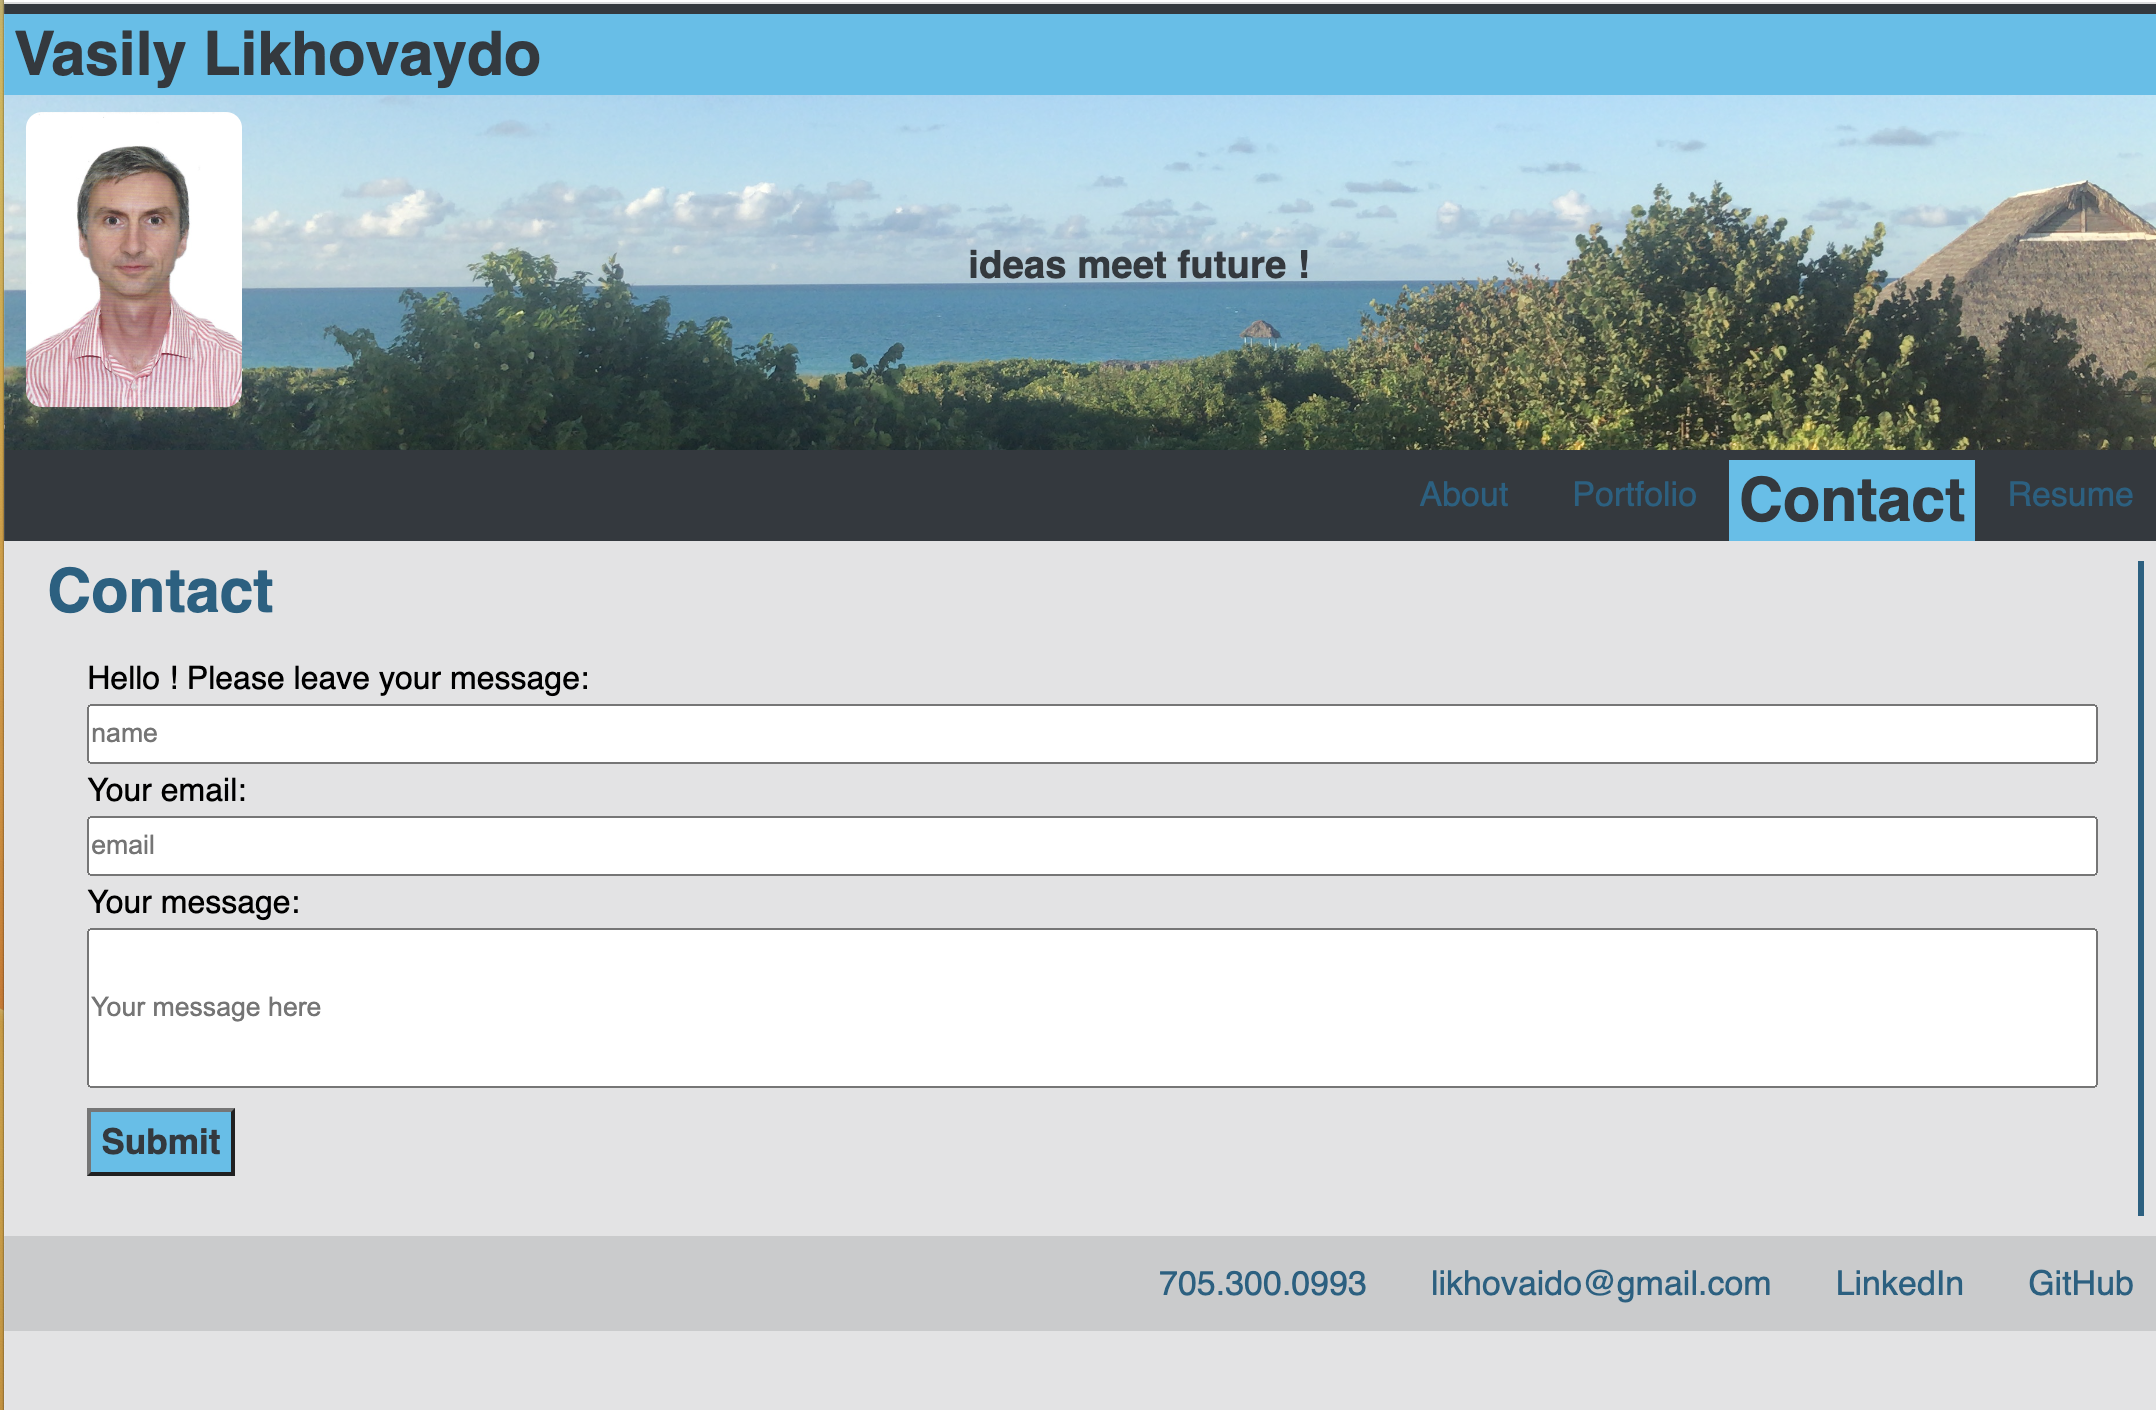 Vasily Likhovaydo
ideas meet future !
About Portfolio Contact Resume
Contact
Hello ! Please leave your message:
name
Your email:
email
Your message:
Your message here
Submit
705.300.0993 likhovaido@gmail.com LinkedIn GitHub